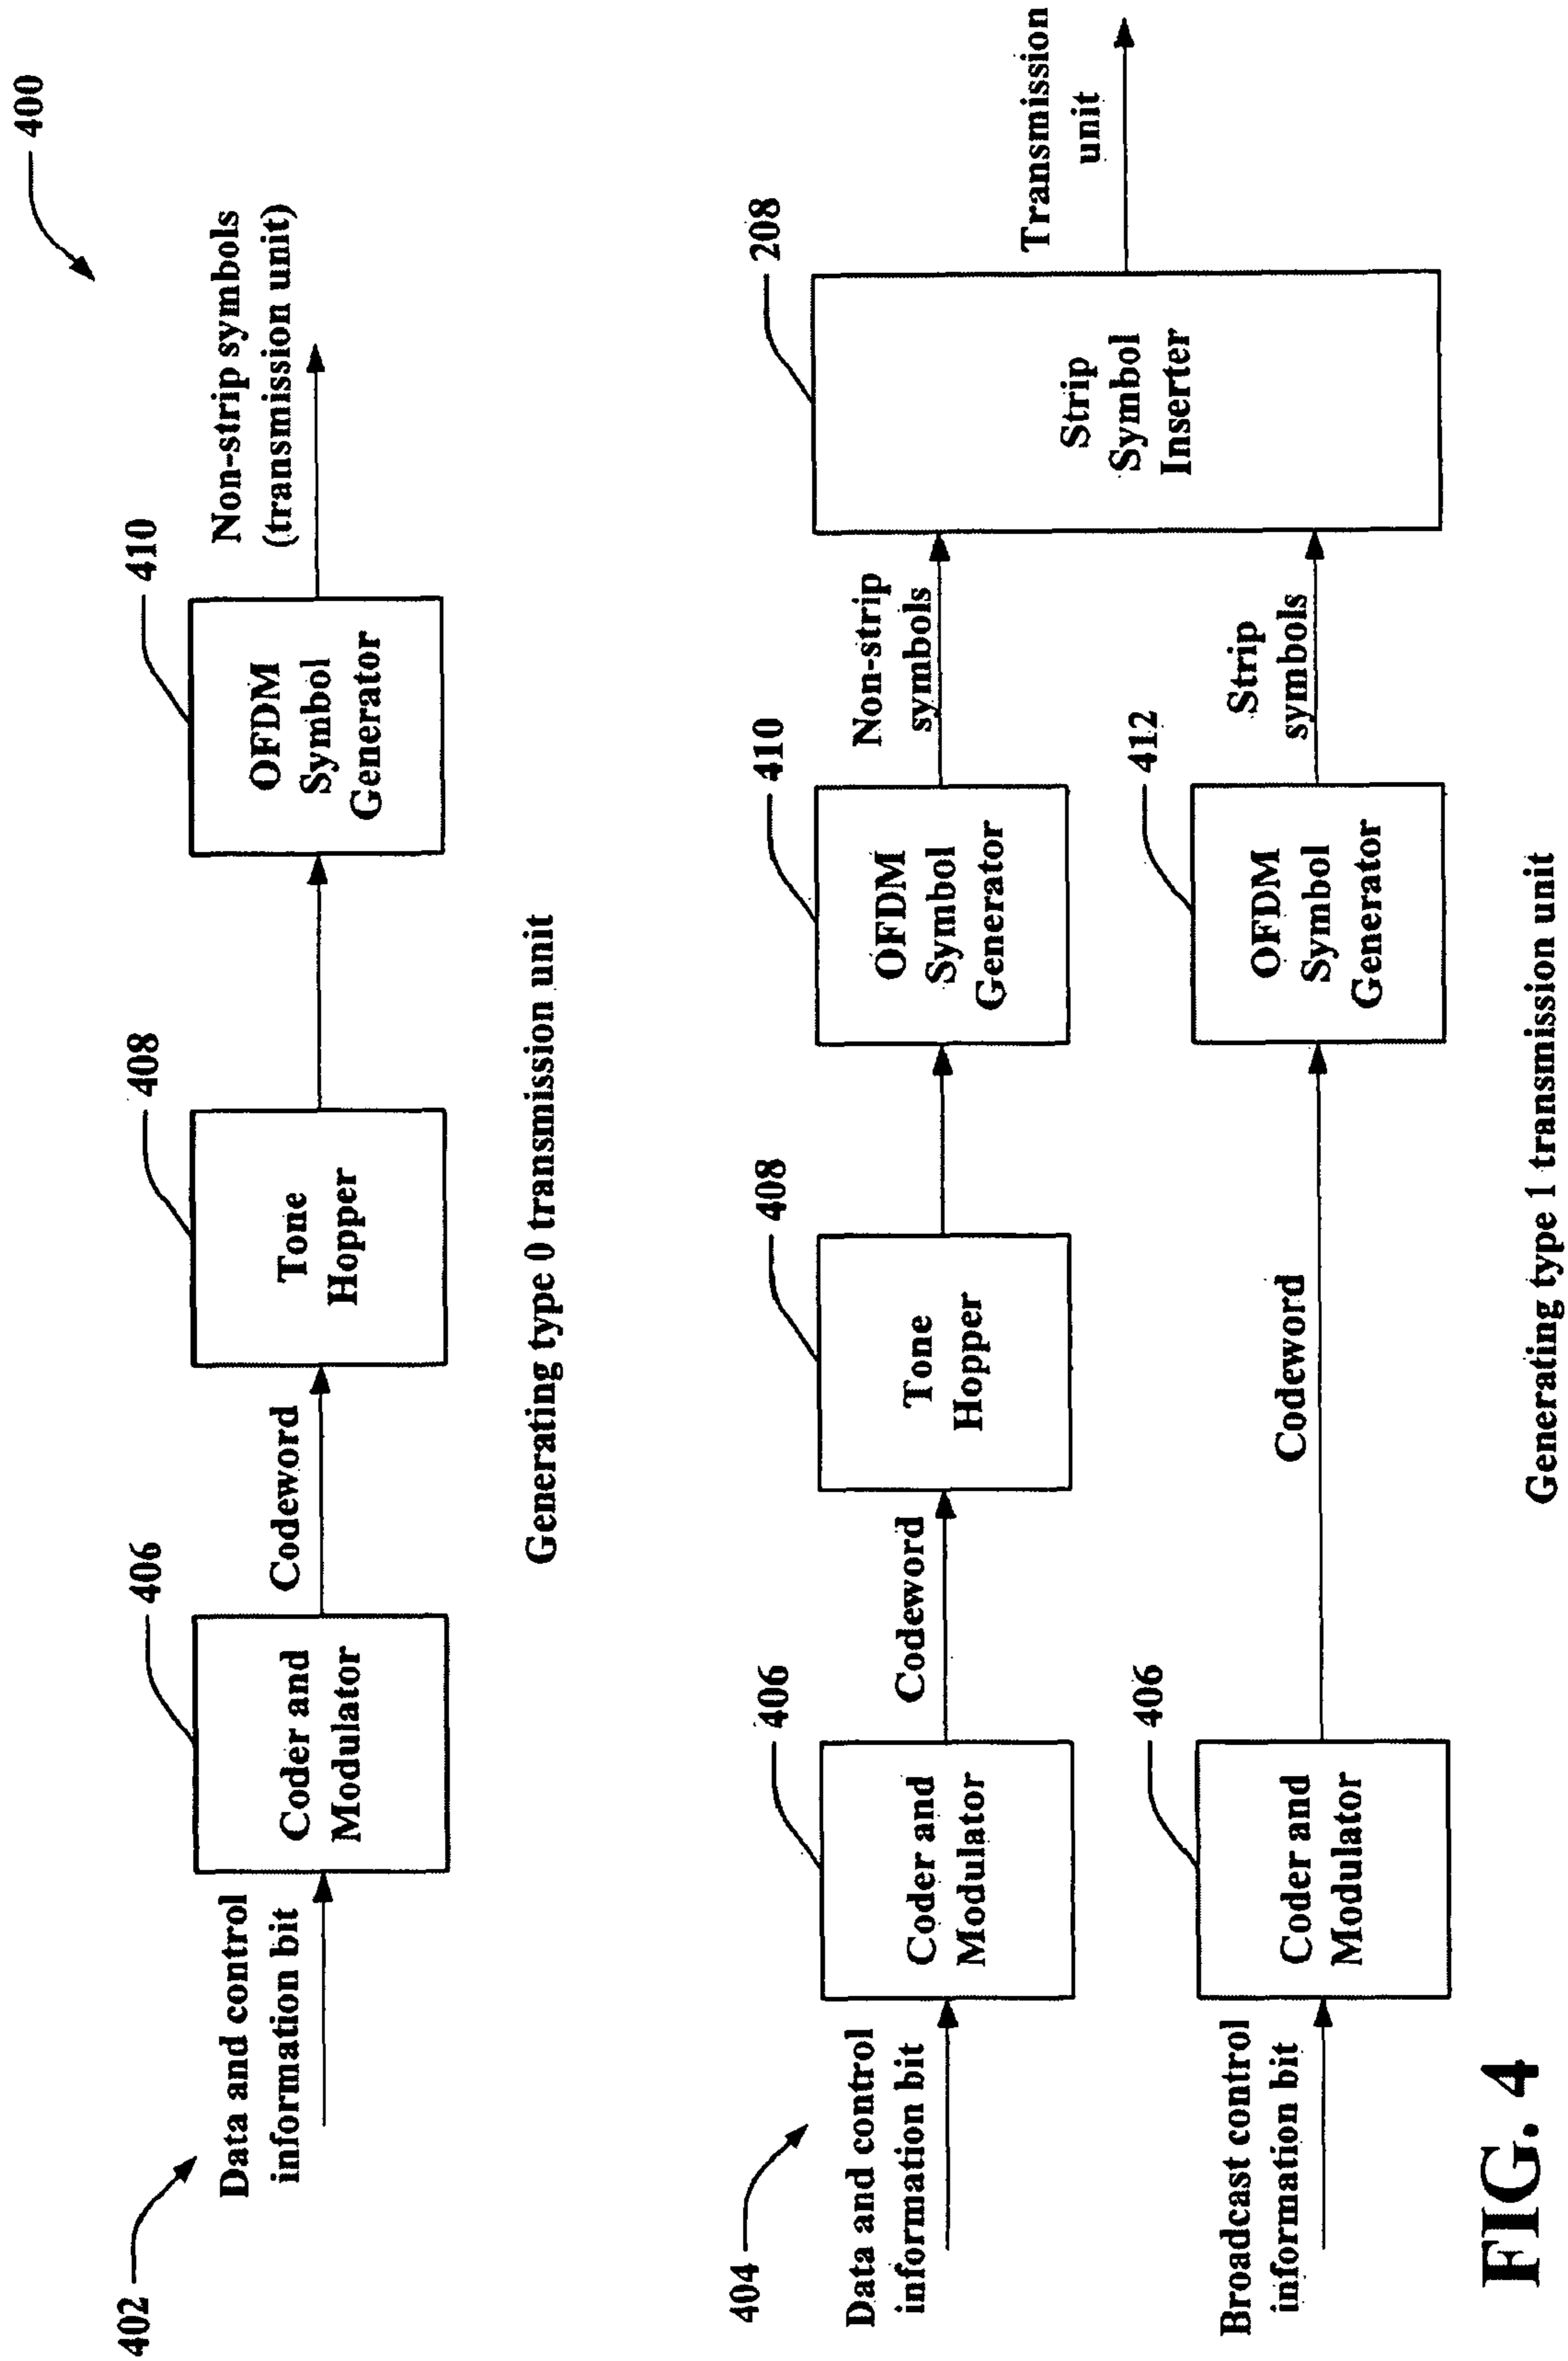 400
402
Data and control
information bit
406
Coder and
Modulator
Codeword
408
Tone
Hopper
410
OFDM
Symbol
Generator
Non-strip symbols
(transmission unit)
Generating type 0 transmission unit
404
Data and control
information bit
406
Coder and
Modulator
Codeword
408
Tone
Hopper
410
OFDM
Symbol
Generator
Non-strip
symbols
208
Strip
Symbol
Inserter
Transmission
unit
Broadcast control
information bit
406
Coder and
Modulator
Codeword
412
OFDM
Symbol
Generator
Strip
symbols
Generating type 1 transmission unit
FIG. 4